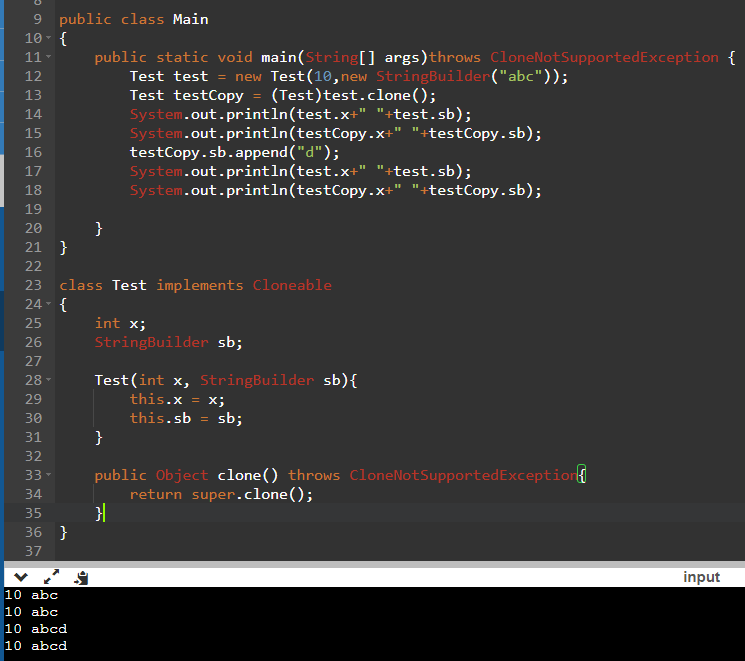 8
9 public class Main
10 {
11 public static void main(String[] args)throws CloneNotSupportedException {
12 Test test = new Test(10,new StringBuilder("abc"));
13 Test testCopy = (Test)test.clone();
14 System.out.println(test.x+" "+test.sb);
15 System.out.println(testCopy.x+" "+testCopy.sb);
16 testCopy.sb.append("d");
17 System.out.println(test.x+" "+test.sb);
18 System.out.println(testCopy.x+" "+testCopy.sb);
19
20 }
21 }
22
23 class Test implements Cloneable
24 {
25 int x;
26 StringBuilder sb;
27
28 Test(int x, StringBuilder sb){
29 this.x = x;
30 this.sb = sb;
31 }
32
33 public Object clone() throws CloneNotSupportedException{
34 return super.clone();
35 }
36 }
37
input
10 abc
10 abc
10 abcd
10 abcd